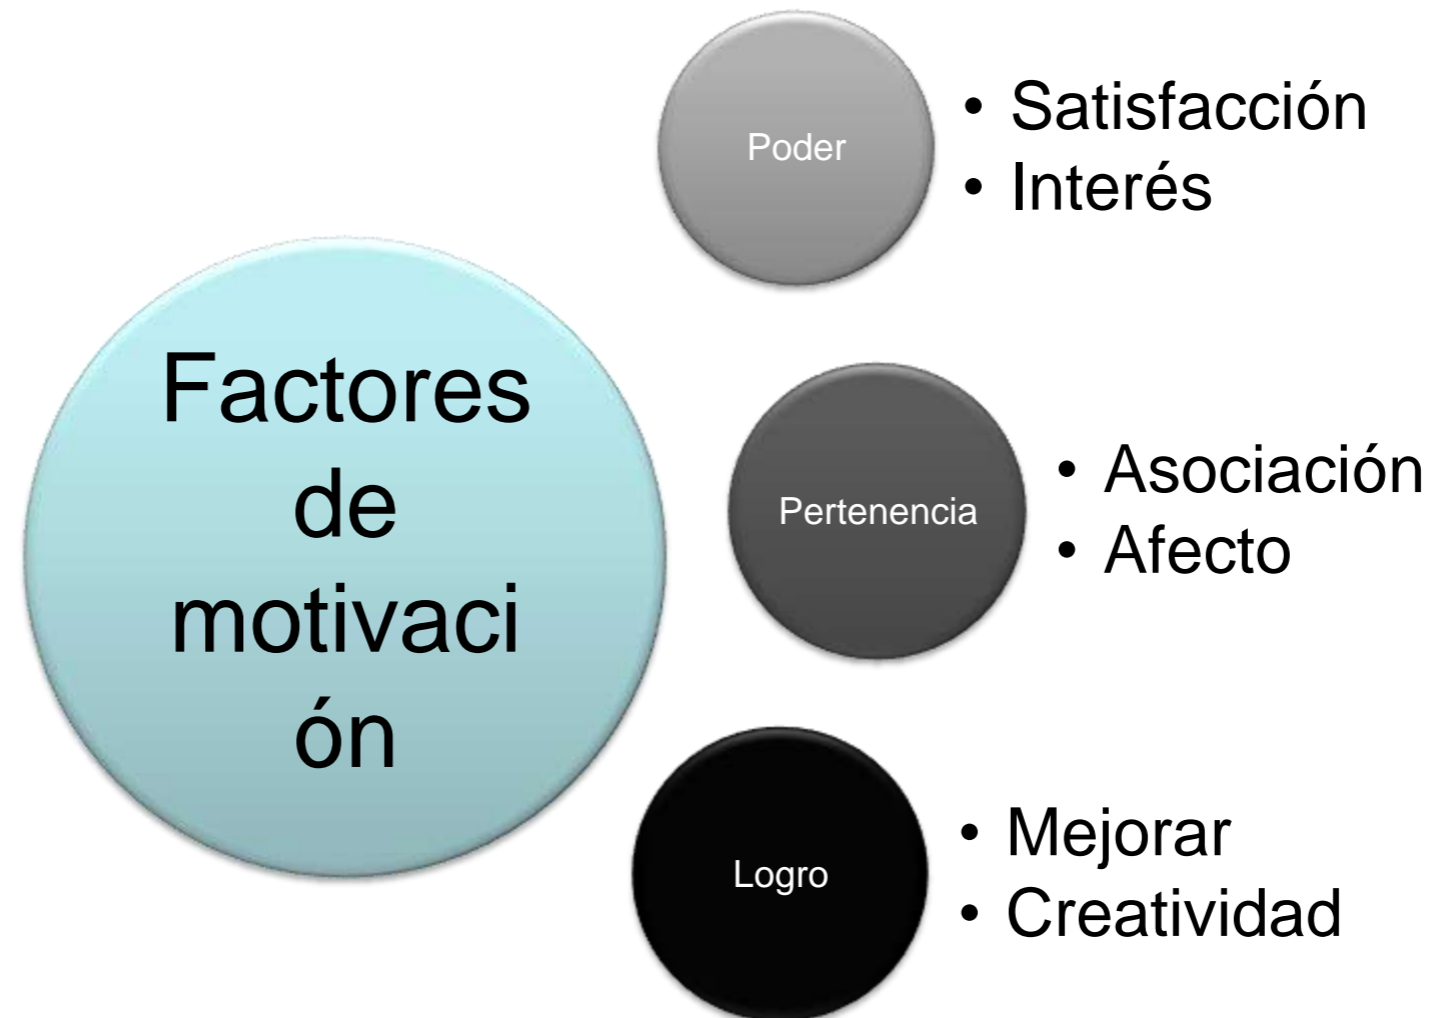 Factores
de
motivaci
ón
Poder
• Satisfacción
• Interés
Pertenencia
• Asociación
• Afecto
Logro
• Mejorar
• Creatividad